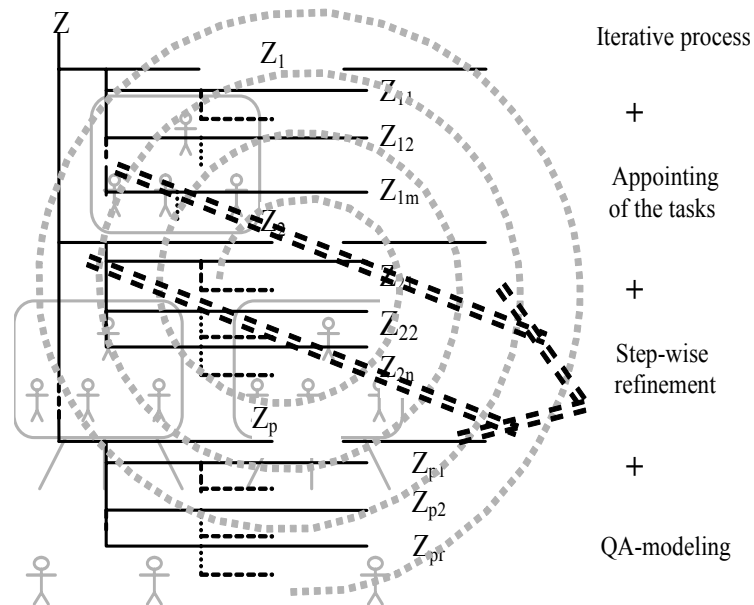 Z
Iterative process
Z1
Z11
+
Z12
Z1m
Appointing
of the tasks
Z2
Z21
+
Z22
Z2n
Step-wise
refinement
Zp
Zp1
+
Zp2
Zpr
QA-modeling